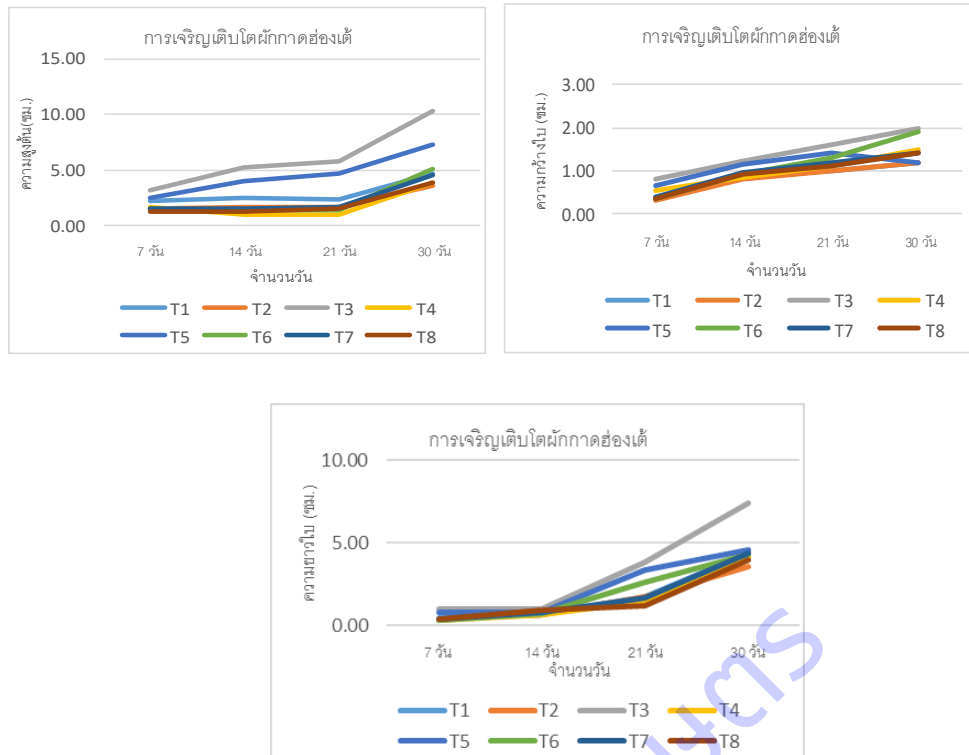 การเจริญเติบโตผักกาดฮ่องเต้
15.00
10.00
5.00
0.00
ความสูงต้น(ซม.)
7 วัน 14 วัน 21 วัน 30 วัน
จำนวนวัน
T1 T2 T3 T4
T5 T6 T7 T8
การเจริญเติบโตผักกาดฮ่องเต้
3.00
2.00
1.00
0.00
ความกว้างใบ (ซม.)
7 วัน 14 วัน 21 วัน 30 วัน
จำนวนวัน
T1 T2 T3 T4
T5 T6 T7 T8
การเจริญเติบโตผักกาดฮ่องเต้
10.00
5.00
0.00
ความยาวใบ (ซม.)
7 วัน 14 วัน 21 วัน 30 วัน
จำนวนวัน
T1 T2 T3 T4
T5 T6 T7 T8